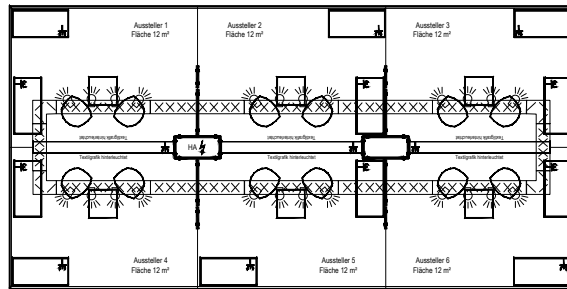 Aussteller 1
Fläche 12 m²
Aussteller 2
Fläche 12 m²
Aussteller 3
Fläche 12 m²
Textilgrafik hinterleuchtet
Textilgrafik hinterleuchtet
Textilgrafik hinterleuchtet
HA
Textilgrafik hinterleuchtet
Textilgrafik hinterleuchtet
Textilgrafik hinterleuchtet
Aussteller 4
Fläche 12 m²
Aussteller 5
Fläche 12 m²
Aussteller 6
Fläche 12 m²